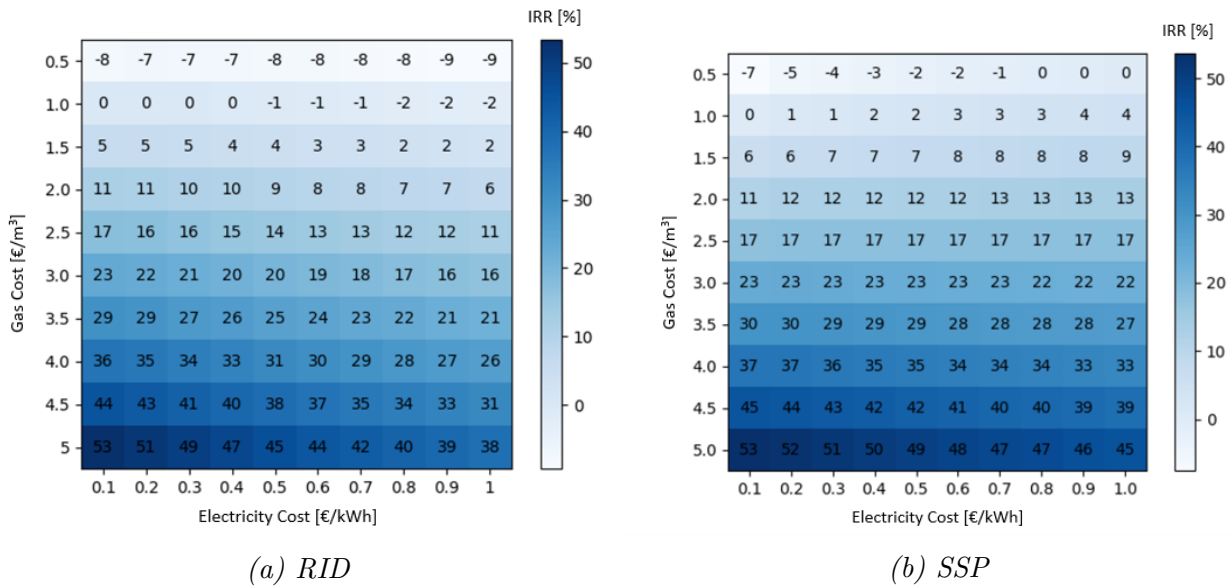 IRR [%]
0.5 -8 -7 -7 -7 -8 -8 -8 -8 -9 -9
1.0 0 0 0 0 -1 -1 -1 -2 -2 -2
1.5 5 5 5 4 4 3 3 2 2 2
2.0 11 11 10 10 9 8 8 7 7 6
2.5 17 16 16 15 14 13 13 12 12 11
3.0 23 22 21 20 20 19 18 17 16 16
3.5 29 29 27 26 25 24 23 22 21 21
4.0 36 35 34 33 31 30 29 28 27 26
4.5 44 43 41 40 38 37 35 34 33 31
5 53 51 49 47 45 44 42 40 39 38
0.1 0.2 0.3 0.4 0.5 0.6 0.7 0.8 0.9 1
Gas Cost [€/m³]
Electricity Cost [€/kWh]
50
40
30
20
10
0
(a) RID
IRR [%]
0.5 -7 -5 -4 -3 -2 -2 -1 0 0 0
1.0 0 1 1 2 2 3 3 3 4 4
1.5 6 6 7 7 7 8 8 8 8 9
2.0 11 12 12 12 12 12 13 13 13 13
2.5 17 17 17 17 17 17 17 17 17 17
3.0 23 23 23 23 23 23 23 22 22 22
3.5 30 30 29 29 29 28 28 28 28 27
4.0 37 37 36 35 35 34 34 34 33 33
4.5 45 44 43 42 42 41 40 40 39 39
5.0 53 52 51 50 49 48 47 47 46 45
0.1 0.2 0.3 0.4 0.5 0.6 0.7 0.8 0.9 1.0
Gas Cost [€/m³]
Electricity Cost [€/kWh]
50
40
30
20
10
0
(b) SSP